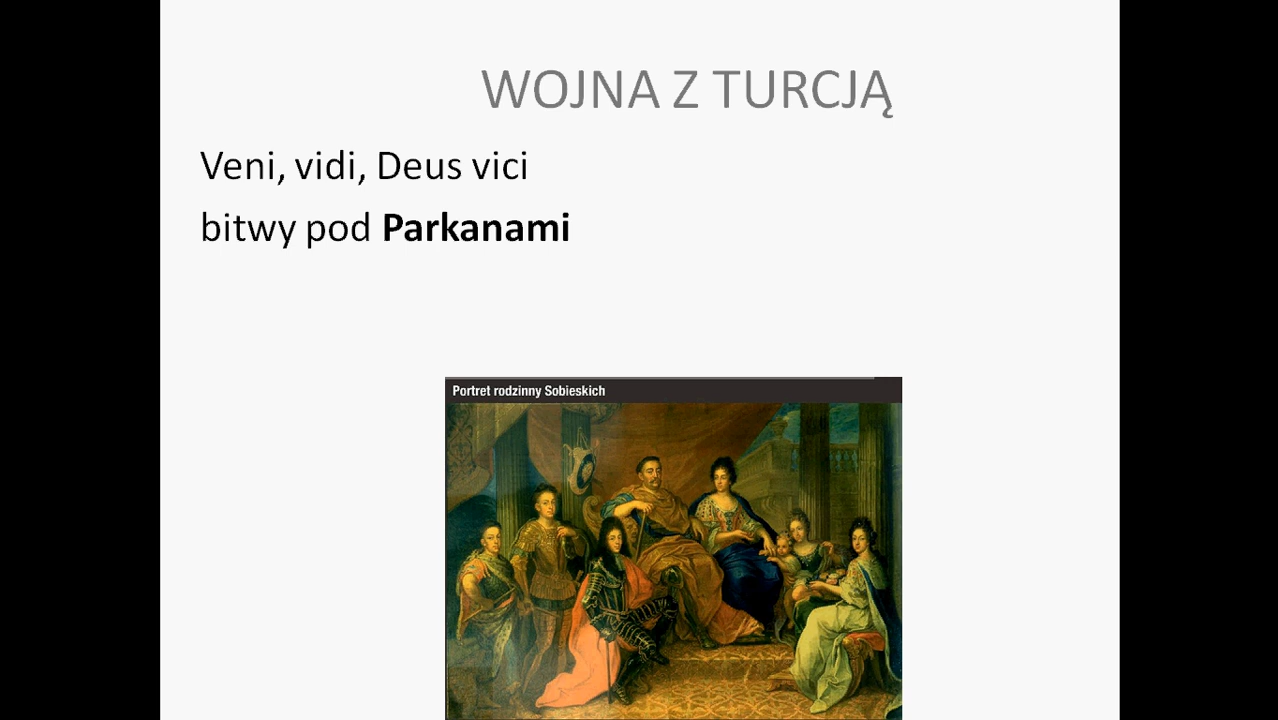 WOJNA Z TURCJĄ
Veni, vidi, Deus vici
bitwy pod Parkanami
Portret rodzinny Sobieskich